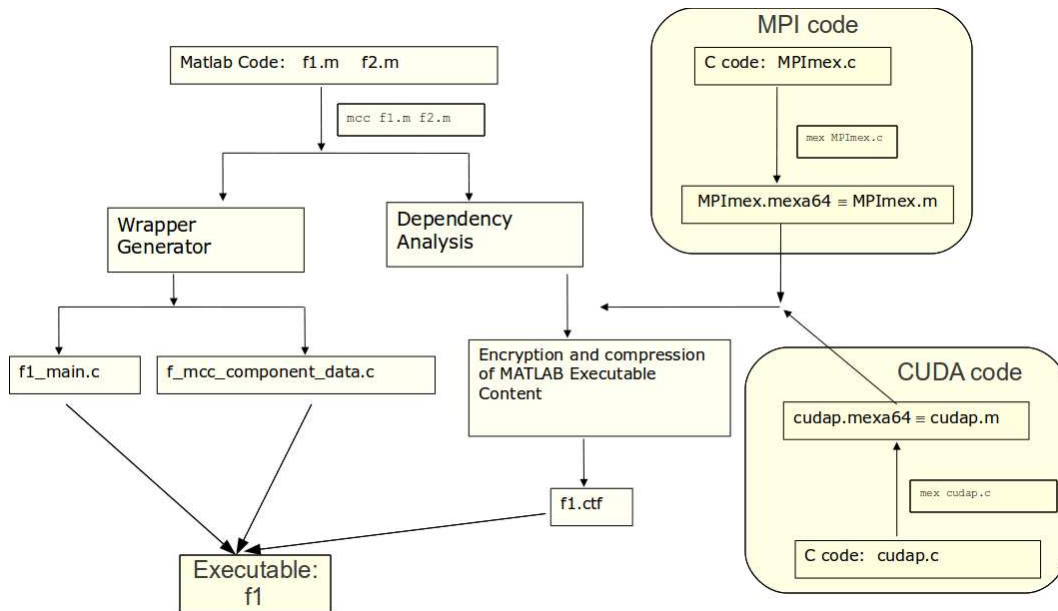 MPI code
Matlab Code: f1.m f2.m
C code: MPImex.c
mcc f1.m f2.m
mex MPImex.c
MPImex.mexa64 ≡ MPImex.m
Wrapper
Generator
Dependency
Analysis
f1_main.c
f_mcc_component_data.c
Encryption and compression
of MATLAB Executable
Content
CUDA code
cudap.mexa64 ≡ cudap.m
mex cudap.c
f1.ctf
C code: cudap.c
Executable:
f1